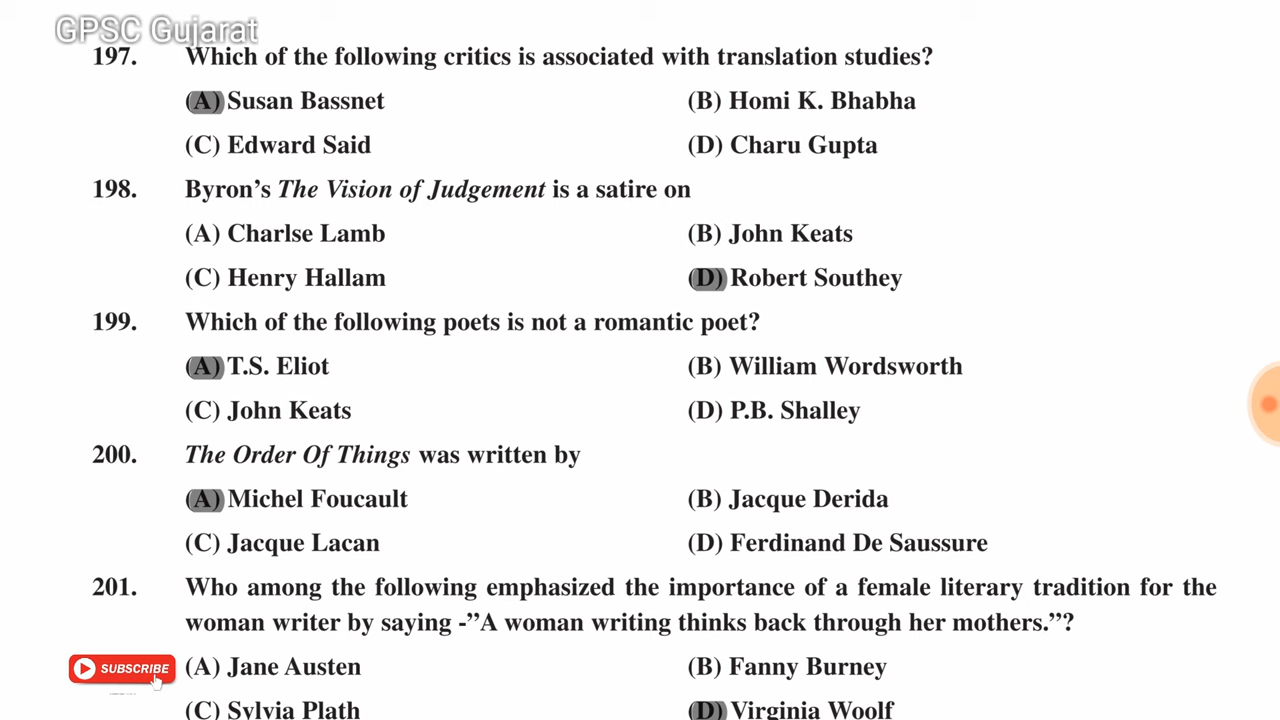 GPSC Gujarat
197. Which of the following critics is associated with translation studies?
(A) Susan Bassnet (B) Homi K. Bhabha
(C) Edward Said (D) Charu Gupta
198. Byron's The Vision of Judgement is a satire on
(A) Charlse Lamb (B) John Keats
(C) Henry Hallam (D) Robert Southey
199. Which of the following poets is not a romantic poet?
(A) T.S. Eliot (B) William Wordsworth
(C) John Keats (D) P.B. Shalley
200. The Order Of Things was written by
(A) Michel Foucault (B) Jacque Derida
(C) Jacque Lacan (D) Ferdinand De Saussure
201. Who among the following emphasized the importance of a female literary tradition for the
woman writer by saying -”A woman writing thinks back through her mothers.”?
SUBSCRIBE (A) Jane Austen (B) Fanny Burney
(C) Sylvia Plath (D) Virginia Woolf